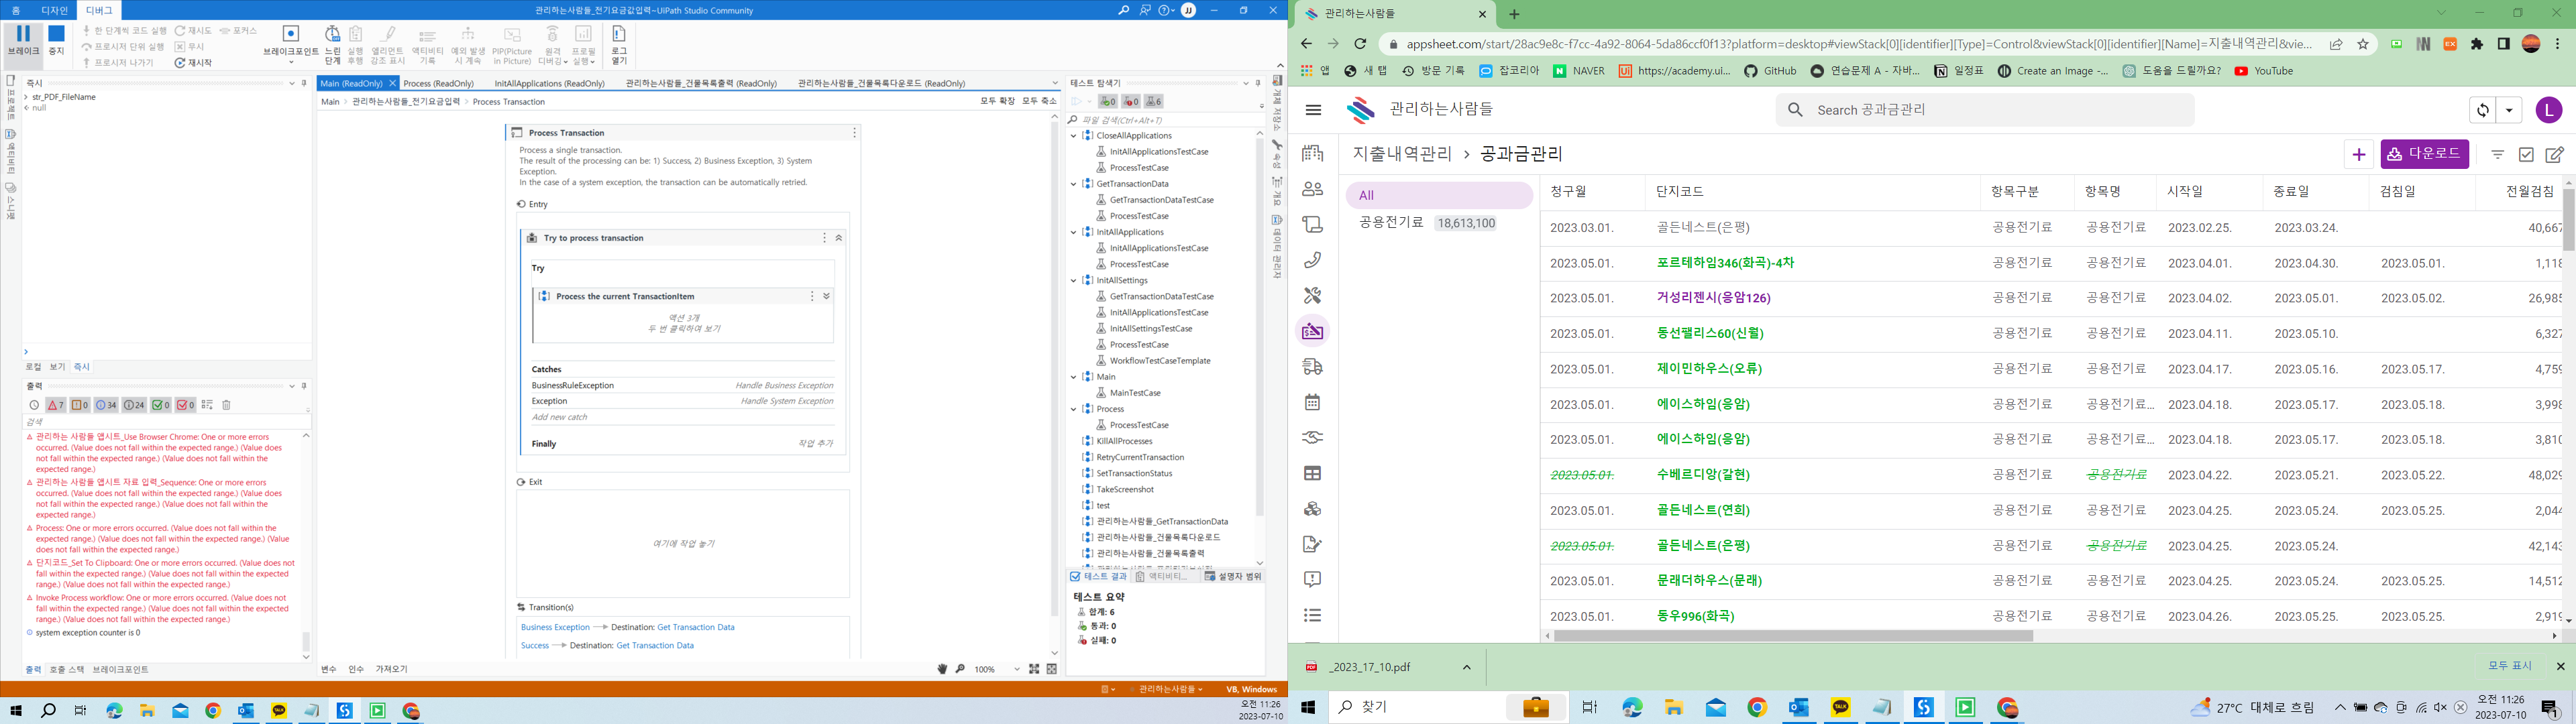 홈
디자인
디버그
관리하는사람들_전기요금값입력-UiPath Studio Community
JJ
브레이크
중지
한 단계씩 코드 실행
프로시저 단위 실행
프로시저 나가기
재시도
무시
재시작
포커스
브레이크포인트
느린 단계
실행 후행
엘리먼트 강조 표시
액티비티 기록
예외 발생 시 계속
PIP(Picture in Picture)
원격 디버깅
프로필 실행
로그 열기
즉시
str_PDF_FileName
null
로컬 보기 즉시
출력
7 0 34 24 0 0
검색
관리하는 사람들 앱시트_Use Browser Chrome: One or more errors
occurred. (Value does not fall within the expected range.) (Value does
not fall within the expected range.) (Value does not fall within the
expected range.)
관리하는 사람들 앱시트 자료 입력_Sequence: One or more errors
occurred. (Value does not fall within the expected range.) (Value does
not fall within the expected range.) (Value does not fall within the
expected range.)
Process: One or more errors occurred. (Value does not fall within the
expected range.) (Value does not fall within the expected range.) (Value
does not fall within the expected range.)
단지코드_Set To Clipboard: One or more errors occurred. (Value does not
fall within the expected range.) (Value does not fall within the expected
range.) (Value does not fall within the expected range.)
Invoke Process workflow: One or more errors occurred. (Value does not
fall within the expected range.) (Value does not fall within the expected
range.) (Value does not fall within the expected range.)
system exception counter is 0
출력 호출 스택 브레이크포인트
프로젝트
액티비티
스니펫
Main (ReadOnly)
Process (ReadOnly)
InitAllApplications (ReadOnly)
관리하는사람들_건물목록출력 (ReadOnly)
관리하는사람들_건물목록다운로드 (ReadOnly)
Main > 관리하는사람들_전기요금입력 > Process Transaction
모두 확장 모두 축소
Process Transaction
Process a single transaction.
The result of the processing can be: 1) Success, 2) Business Exception, 3) System
Exception.
In the case of a system exception, the transaction can be automatically retried.
Entry
Try to process transaction
Try
Process the current TransactionItem
액션 3개
두 번 클릭하여 보기
Catches
BusinessRuleException Handle Business Exception
Exception Handle System Exception
Add new catch
Finally 작업 추가
Exit
여기에 작업 놓기
Transition(s)
Business Exception Destination: Get Transaction Data
Success Destination: Get Transaction Data
변수 인수 가져오기
100%
테스트 탐색기
0 0 6
파일 검색(Ctrl+Alt+T)
CloseAllApplications
InitAllApplicationsTestCase
ProcessTestCase
GetTransactionData
GetTransactionDataTestCase
ProcessTestCase
InitAllApplications
InitAllApplicationsTestCase
ProcessTestCase
InitAllSettings
GetTransactionDataTestCase
InitAllApplicationsTestCase
InitAllSettingsTestCase
ProcessTestCase
WorkflowTestCaseTemplate
Main
MainTestCase
Process
ProcessTestCase
KillAllProcesses
RetryCurrentTransaction
SetTransactionStatus
TakeScreenshot
test
관리하는사람들_GetTransactionData
관리하는사람들_건물목록다운로드
관리하는사람들_건물목록출력
테스트 결과
액티비티...
설명자 범위
테스트 요약
합계: 6
통과: 0
실패: 0
개체 저장소
속성
개요
데이터 관리자
관리하는사람들
VB, Windows
오전 11:26
2023-07-10
관리하는사람들
appsheet.com/start/28ac9e8c-f7cc-4a92-8064-5da86ccf0f13?platform=desktop#viewStack[0][identifier][Type]=Control&viewStack[0][identifier][Name]=지출내역관리&vie...
앱
새 탭
방문 기록
잡코리아
NAVER
https://academy.ui...
GitHub
연습문제 A - 자바...
일정표
Create an Image -...
도움을 드릴까요?
YouTube
관리하는사람들
Search 공과금관리
L
지출내역관리 > 공과금관리
다운로드
All
공용전기료 18,613,100
청구월 단지코드 항목구분 항목명 시작일 종료일 검침일 전월검침
2023.03.01. 골든네스트(은평) 공용전기료 공용전기료 2023.02.25. 2023.03.24. 40,667
2023.05.01. 포르테하임346(화곡)-4차 공용전기료 공용전기료 2023.04.01. 2023.04.30. 2023.05.01. 1,118
2023.05.01. 거성리젠시(응암126) 공용전기료 공용전기료 2023.04.02. 2023.05.01. 2023.05.02. 26,985
2023.05.01. 동선팰리스60(신월) 공용전기료 공용전기료 2023.04.11. 2023.05.10. 6,327
2023.05.01. 제이민하우스(오류) 공용전기료 공용전기료 2023.04.17. 2023.05.16. 2023.05.17. 4,759
2023.05.01. 에이스하임(응암) 공용전기료 공용전기료... 2023.04.18. 2023.05.17. 2023.05.18. 3,998
2023.05.01. 에이스하임(응암) 공용전기료 공용전기료... 2023.04.18. 2023.05.17. 2023.05.18. 3,810
2023.05.01. 수베르디앙(갈현) 공용전기료 공용전기료 2023.04.22. 2023.05.21. 2023.05.22. 48,029
2023.05.01. 골든네스트(연희) 공용전기료 공용전기료 2023.04.25. 2023.05.24. 2023.05.25. 2,044
2023.05.01. 골든네스트(은평) 공용전기료 공용전기료 2023.04.25. 2023.05.24. 42,143
2023.05.01. 문래더하우스(문래) 공용전기료 공용전기료 2023.04.25. 2023.05.24. 2023.05.25. 14,512
2023.05.01. 동우996(화곡) 공용전기료 공용전기료 2023.04.26. 2023.05.25. 2023.05.25. 2,919
_2023_17_10.pdf
모두 표시
찾기
27°C 대체로 흐림
오전 11:26
2023-07-10